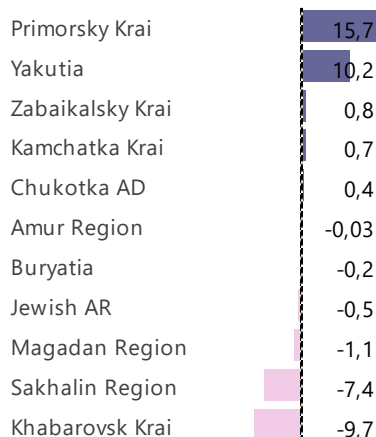 Primorsky Krai 15,7
Yakutia 10,2
Zabaikalsky Krai 0,8
Kamchatka Krai 0,7
Chukotka AD 0,4
Amur Region -0,03
Buryatia -0,2
Jewish AR -0,5
Magadan Region -1,1
Sakhalin Region -7,4
Khabarovsk Krai -9,7